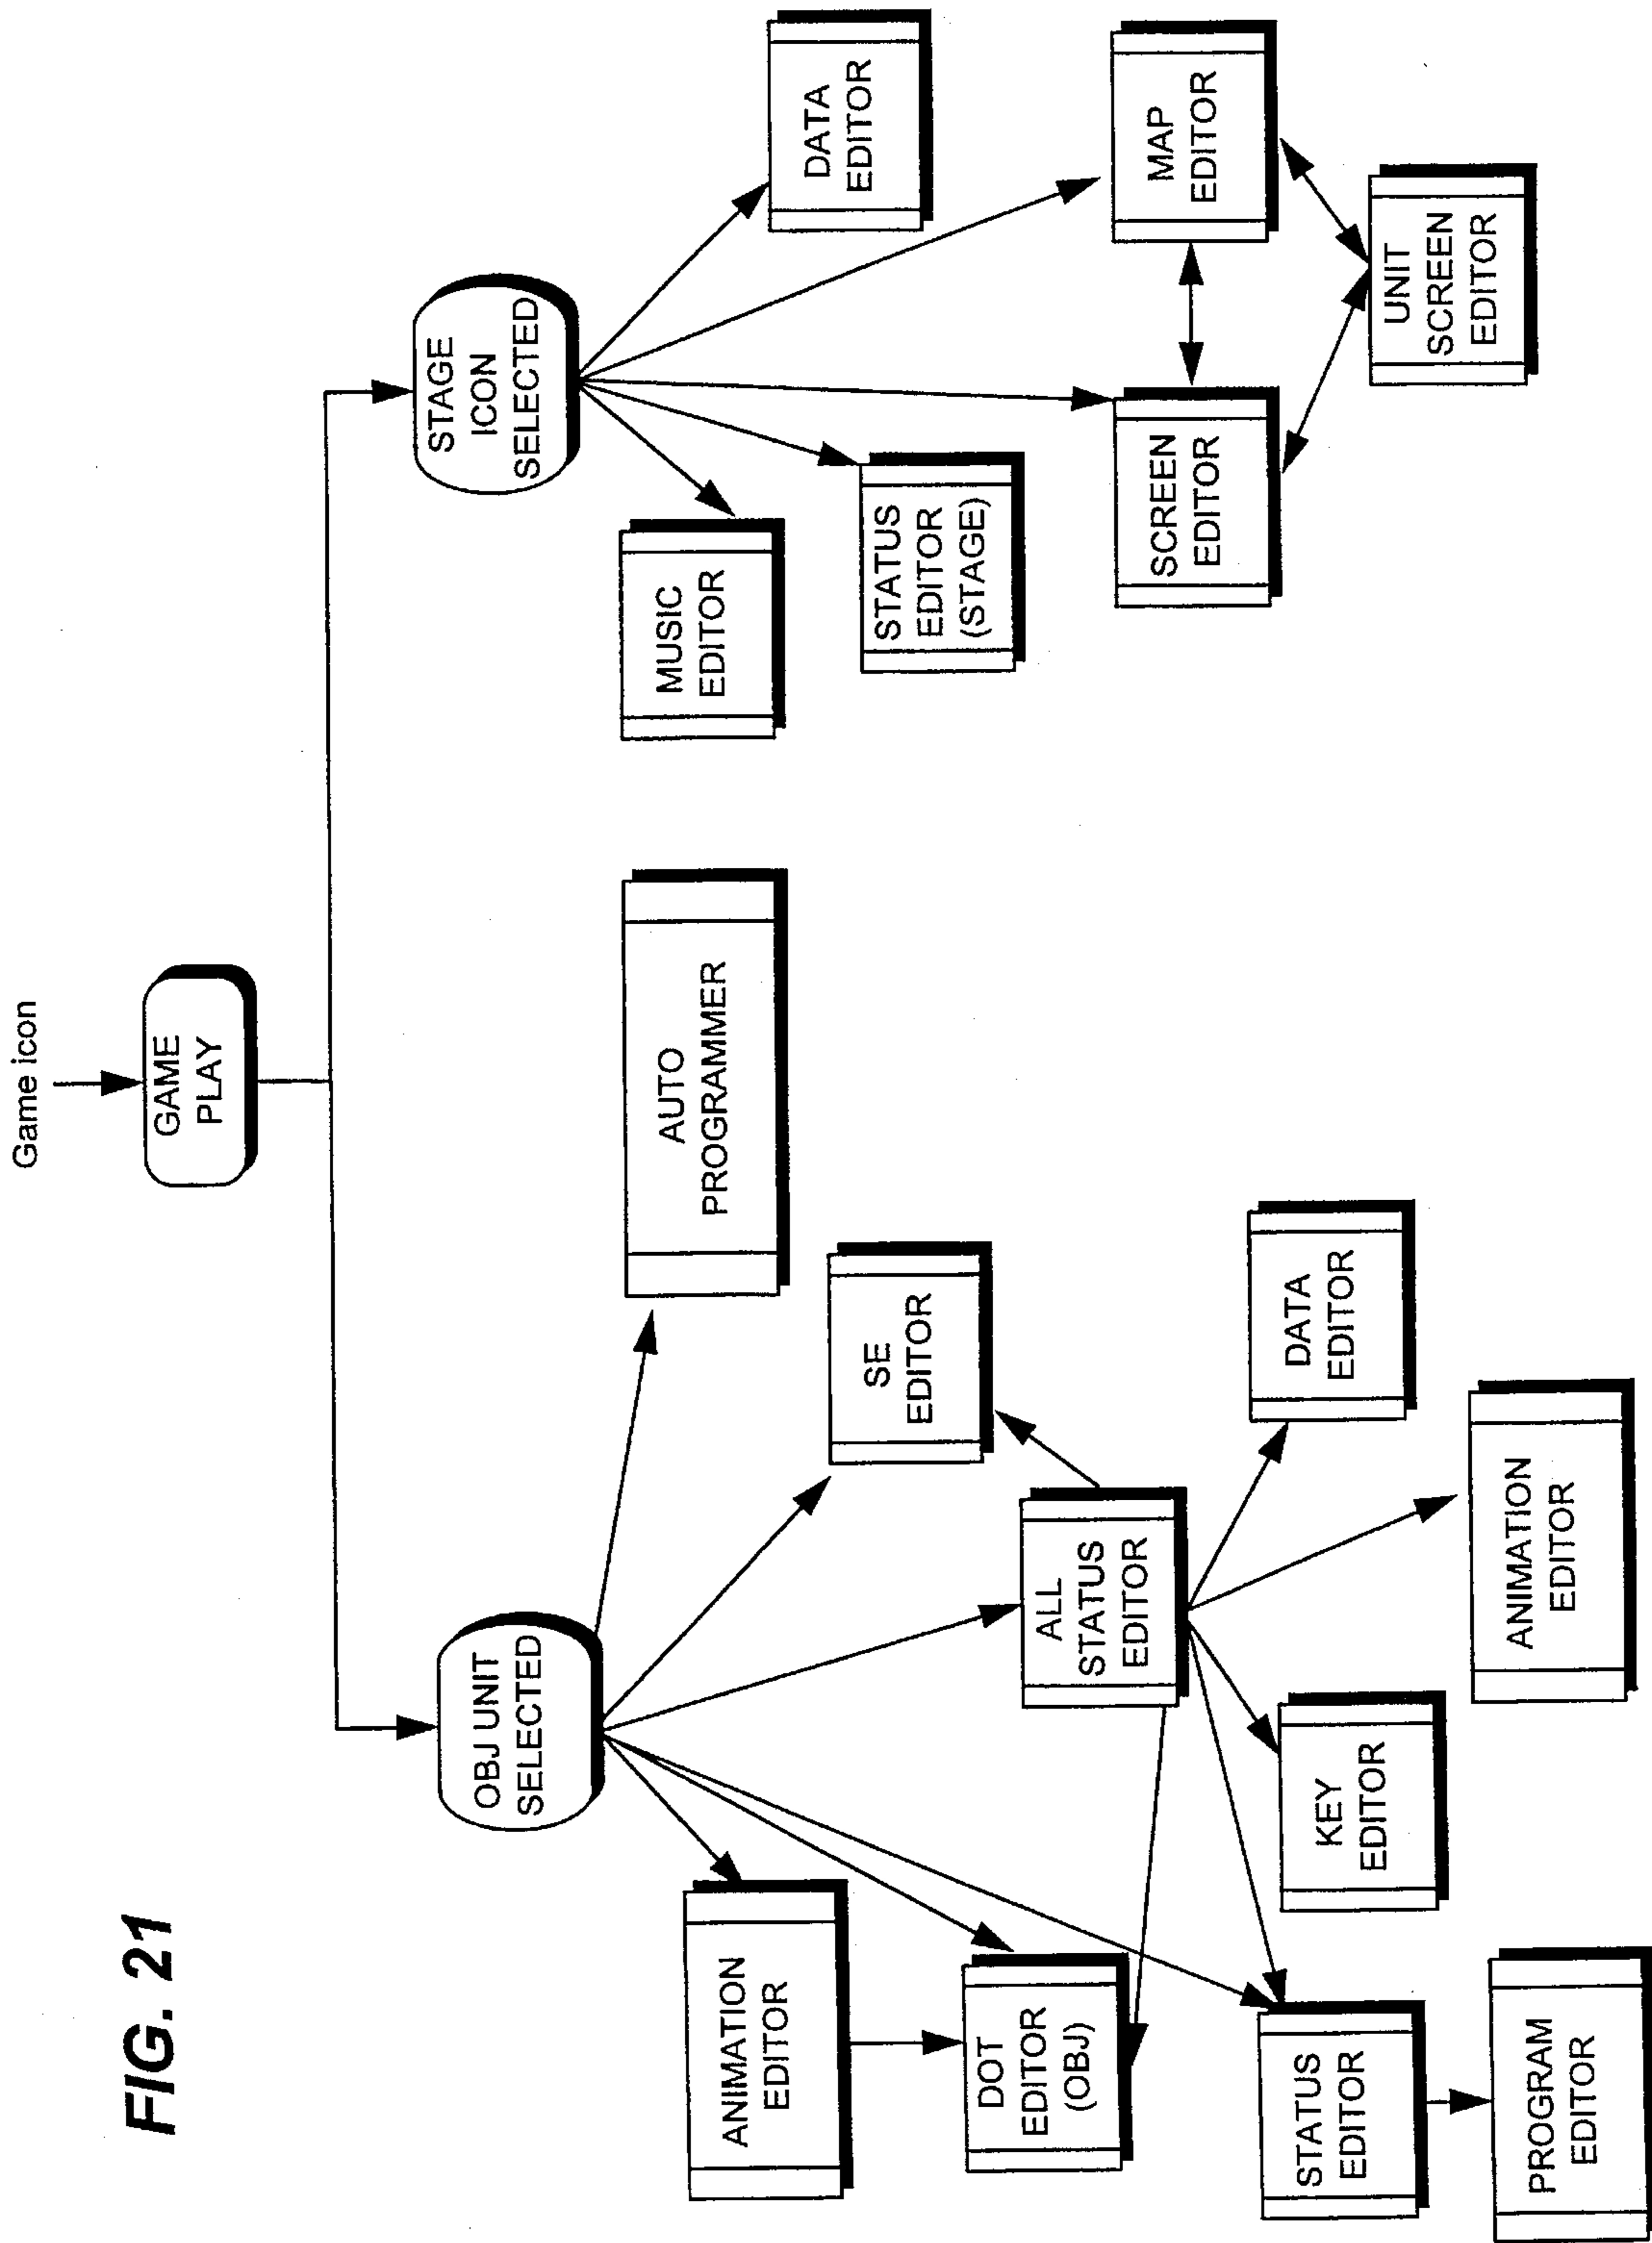 FIG. 21
Game icon
GAME
PLAY
OBJ UNIT
SELECTED
STAGE
ICON
SELECTED
ANIMATION
EDITOR
AUTO
PROGRAMMER
MUSIC
EDITOR
DATA
EDITOR
DOT
EDITOR
(OBJ)
SE
EDITOR
STATUS
EDITOR
(STAGE)
ALL
STATUS
EDITOR
SCREEN
EDITOR
MAP
EDITOR
STATUS
EDITOR
KEY
EDITOR
DATA
EDITOR
UNIT
SCREEN
EDITOR
PROGRAM
EDITOR
ANIMATION
EDITOR